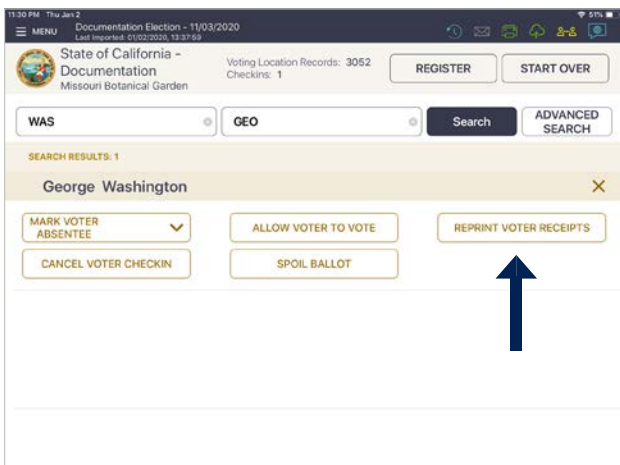 11:30 PM Thu Jan 2
51%
MENU
Documentation Election - 11/03/2020
Last Imported: 01/02/2020, 13:37:59
State of California -
Documentation
Missouri Botanical Garden
Voting Location Records: 3052
Checkins: 1
REGISTER
START OVER
WAS
GEO
Search
ADVANCED
SEARCH
SEARCH RESULTS: 1
George Washington
MARK VOTER
ABSENTEE
ALLOW VOTER TO VOTE
REPRINT VOTER RECEIPTS
CANCEL VOTER CHECKIN
SPOIL BALLOT